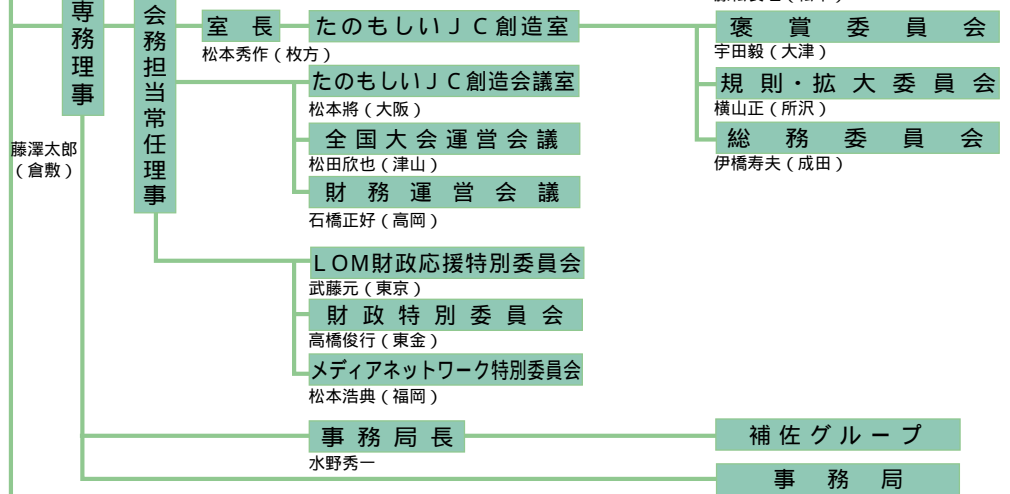 専務理事
藤澤太郎
(倉敷)
会務担当常任理事
室長
松本秀作(枚方)
たのもしいJC創造室
たのもしいJC創造会議室
松本將(大阪)
全国大会運営会議
松田欣也(津山)
財務運営会議
石橋正好(高岡)
LOM財政応援特別委員会
武藤元(東京)
財政特別委員会
高橋俊行(東金)
メディアネットワーク特別委員会
松本浩典(福岡)
事務局長
水野秀一
褒賞委員会
宇田毅(大津)
規則・拡大委員会
横山正(所沢)
総務委員会
伊橋寿夫(成田)
補佐グループ
事務局